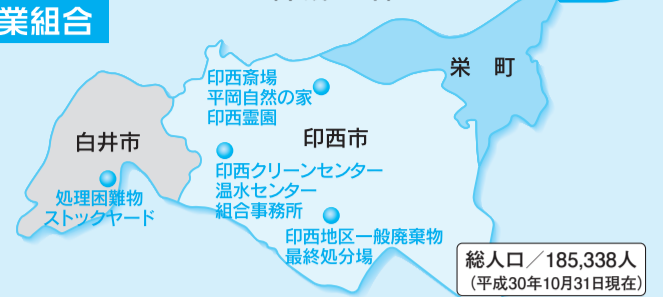 業組合
栄　町
印西斎場
平岡自然の家
印西霊園
印西市
白井市
印西クリーンセンター
温水センター
組合事務所
処理困難物
ストックヤード
印西地区一般廃棄物
最終処分場
総人口／185,338人
（平成30年10月31日現在）